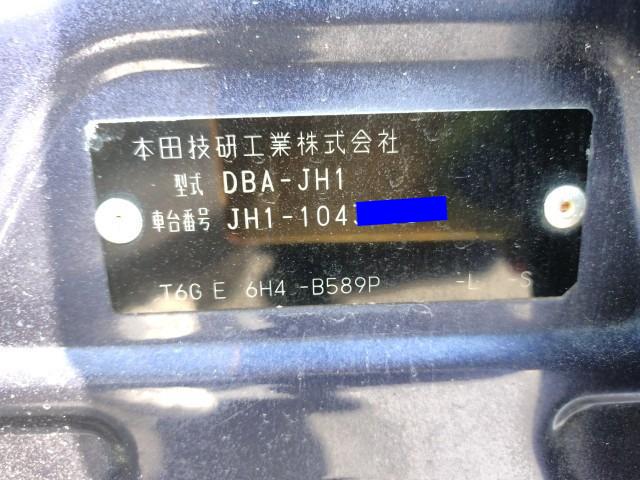 本田技研工業株式会社
型式 DBA-JH1
車台番号 JH1-104
T6G E 6H4 -B589P -L -S